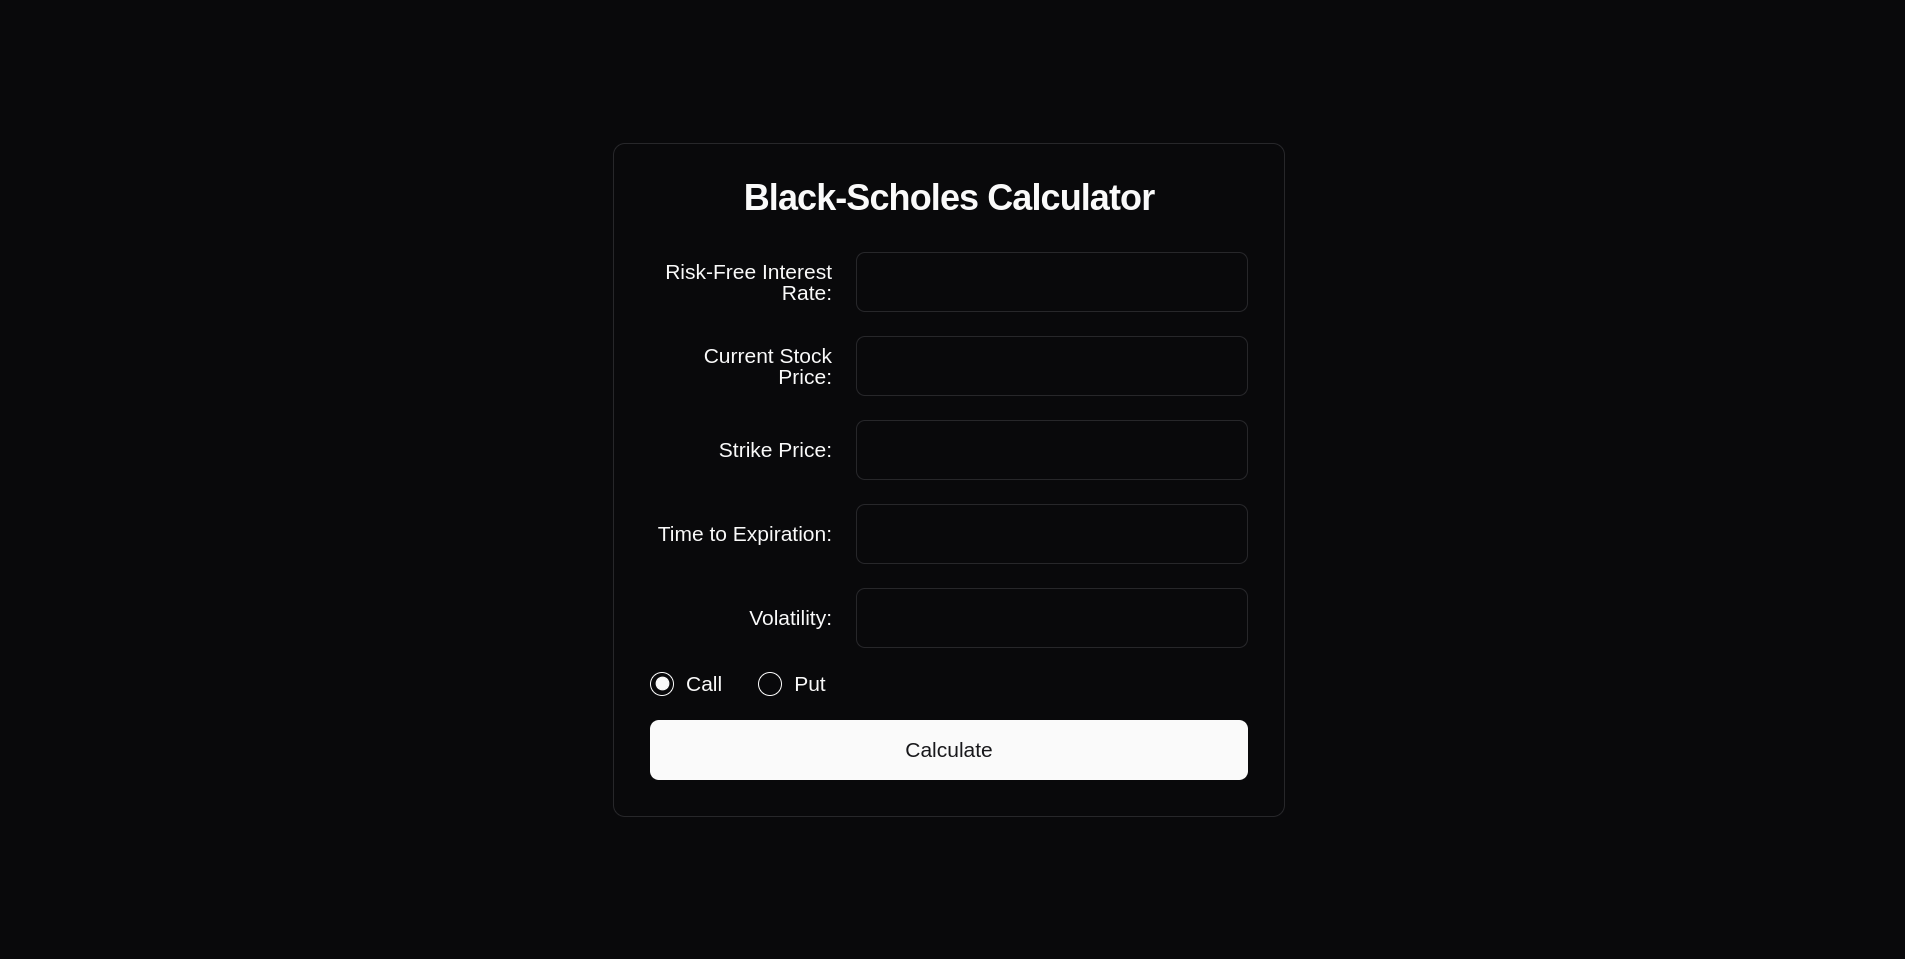 Black-Scholes Calculator
Risk-Free Interest
Rate:
Current Stock
Price:
Strike Price:
Time to Expiration:
Volatility:
Call Put
Calculate